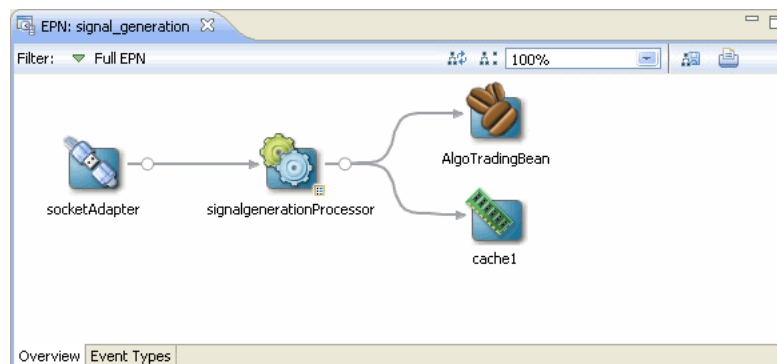 EPN: signal_generation
Filter: Full EPN 100%
AlgoTradingBean
socketAdapter signalgenerationProcessor
cache1
Overview Event Types